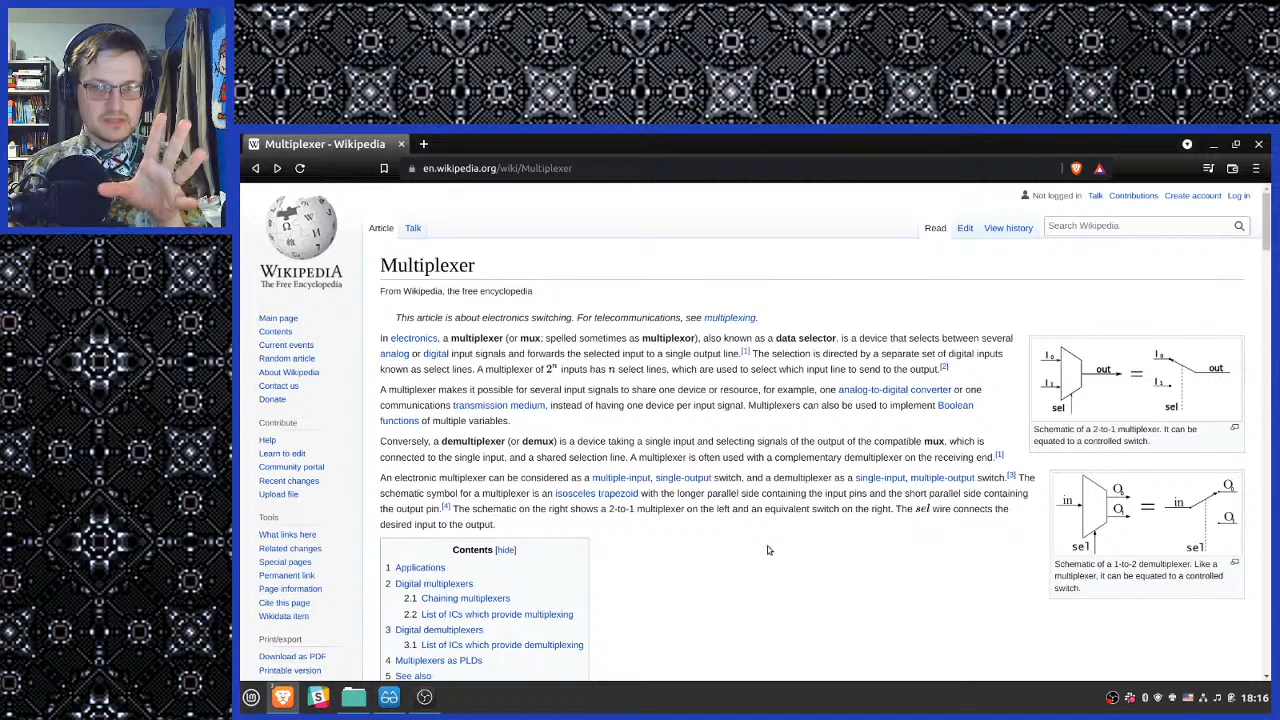 Multiplexer - Wikipedia
en.wikipedia.org/wiki/Multiplexer
Not logged in Talk Contributions Create account Log in
Article Talk Read Edit View history Search Wikipedia
WIKIPEDIA
The Free Encyclopedia
Main page
Contents
Current events
Random article
About Wikipedia
Contact us
Donate
Contribute
Help
Learn to edit
Community portal
Recent changes
Upload file
Tools
What links here
Related changes
Special pages
Permanent link
Page information
Cite this page
Wikidata item
Print/export
Download as PDF
Printable version
Multiplexer
From Wikipedia, the free encyclopedia
This article is about electronics switching. For telecommunications, see multiplexing.
In electronics, a multiplexer (or mux; spelled sometimes as multiplexor), also known as a data selector, is a device that selects between several
analog or digital input signals and forwards the selected input to a single output line.[1] The selection is directed by a separate set of digital inputs
known as select lines. A multiplexer of 2^n inputs has n select lines, which are used to select which input line to send to the output.[2]
A multiplexer makes it possible for several input signals to share one device or resource, for example, one analog-to-digital converter or one
communications transmission medium, instead of having one device per input signal. Multiplexers can also be used to implement Boolean
functions of multiple variables.
Conversely, a demultiplexer (or demux) is a device taking a single input and selecting signals of the output of the compatible mux, which is
connected to the single input, and a shared selection line. A multiplexer is often used with a complementary demultiplexer on the receiving end.[1]
An electronic multiplexer can be considered as a multiple-input, single-output switch, and a demultiplexer as a single-input, multiple-output switch.[3] The
schematic symbol for a multiplexer is an isosceles trapezoid with the longer parallel side containing the input pins and the short parallel side containing
the output pin.[4] The schematic on the right shows a 2-to-1 multiplexer on the left and an equivalent switch on the right. The sel wire connects the
desired input to the output.
Contents [hide]
1 Applications
2 Digital multiplexers
2.1 Chaining multiplexers
2.2 List of ICs which provide multiplexing
3 Digital demultiplexers
3.1 List of ICs which provide demultiplexing
4 Multiplexers as PLDs
5 See also
I0 I1 out sel = I0 I1 out sel
Schematic of a 2-to-1 multiplexer. It can be
equated to a controlled switch.
in O0 O1 sel = in O0 O1 sel
Schematic of a 1-to-2 demultiplexer. Like a
multiplexer, it can be equated to a controlled
switch.
18:16